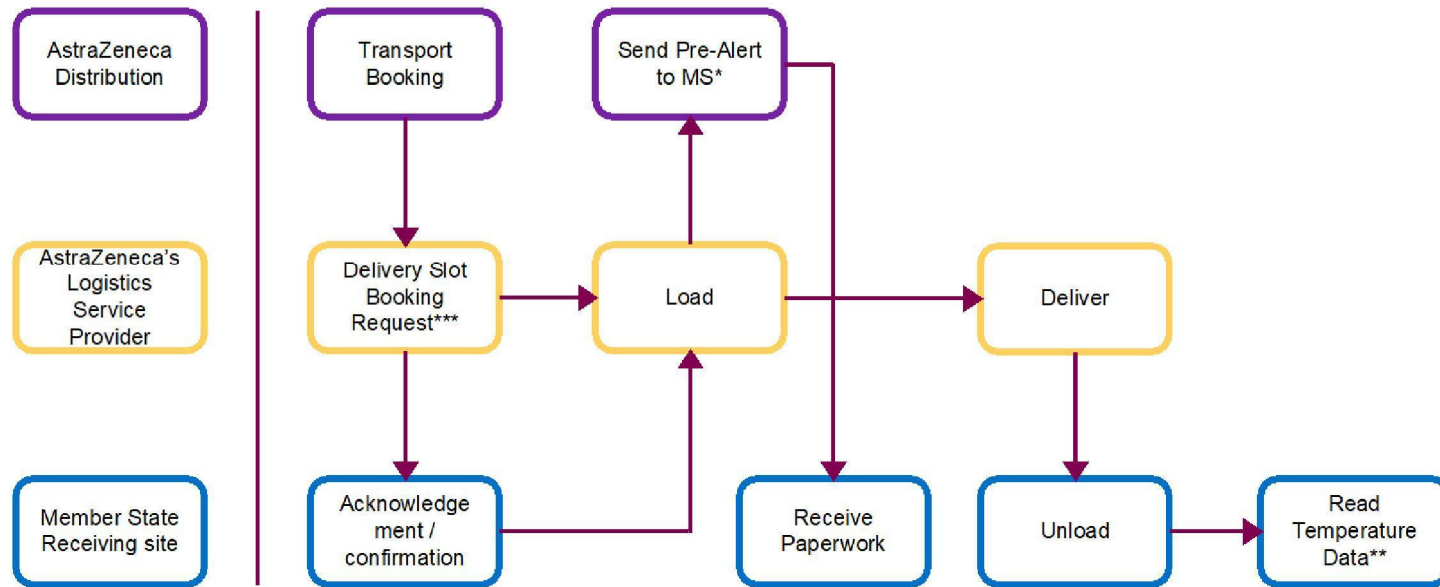 AstraZeneca
Distribution
Transport
Booking
Send Pre-Alert
to MS*
AstraZeneca's
Logistics
Service
Provider
Delivery Slot
Booking
Request***
Load
Deliver
Member State
Receiving site
Acknowledge
ment /
confirmation
Receive
Paperwork
Unload
Read
Temperature
Data**